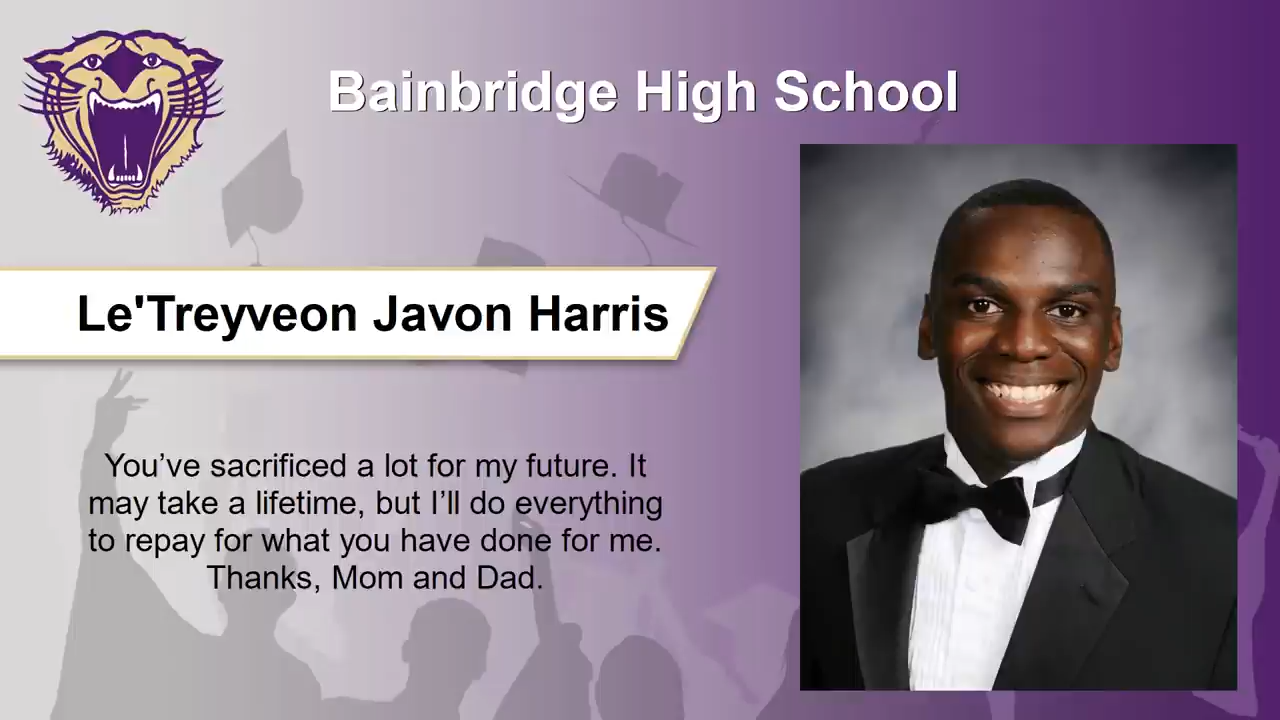 Bainbridge High School
Le'Treyveon Javon Harris
You’ve sacrificed a lot for my future. It
may take a lifetime, but I’ll do everything
to repay for what you have done for me.
Thanks, Mom and Dad.